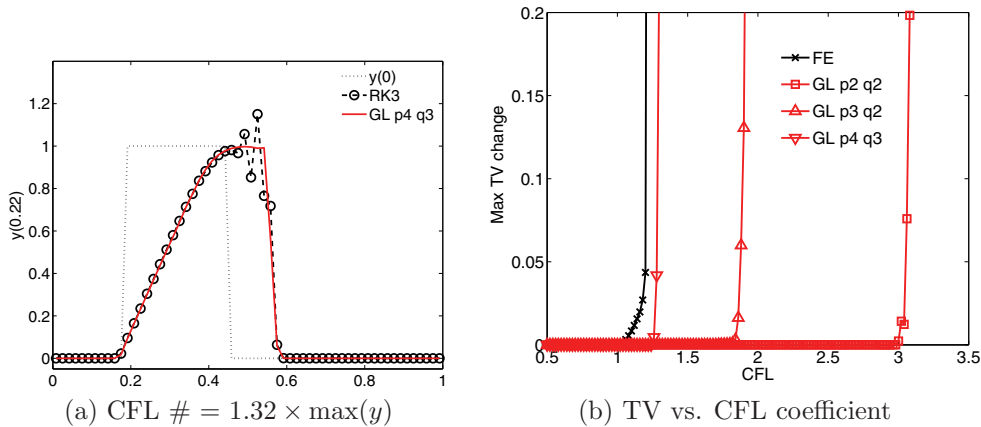 y(0)
RK3
GL p4 q3
1.2
1
0.8
0.6
0.4
0.2
0
y(0.22)
0
0.2
0.4
0.6
0.8
1
(a) CFL # = 1.32 × max(y)
0.2
0.15
0.1
0.05
0
Max TV change
FE
GL p2 q2
GL p3 q2
GL p4 q3
0.5
1
1.5
2
2.5
3
3.5
CFL
(b) TV vs. CFL coefficient